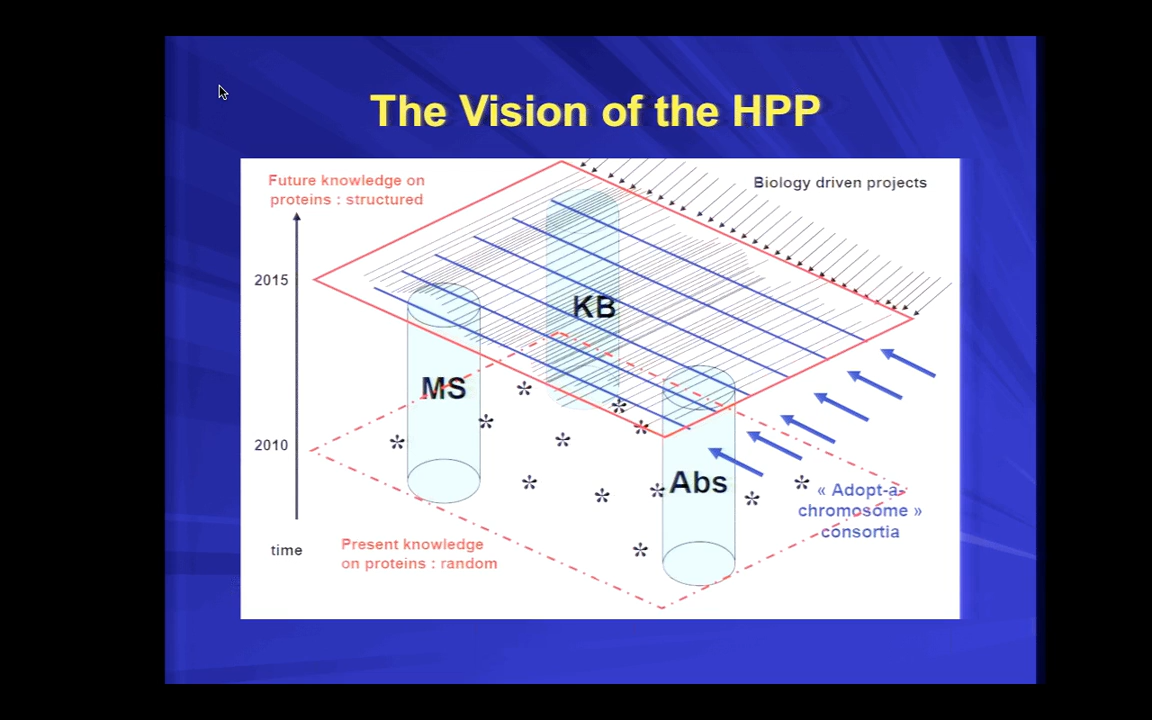 The Vision of the HPP
Future knowledge on
proteins : structured
Biology driven projects
2015
KB
MS
2010
Abs
« Adopt-a-
chromosome »
consortia
time
Present knowledge
on proteins : random